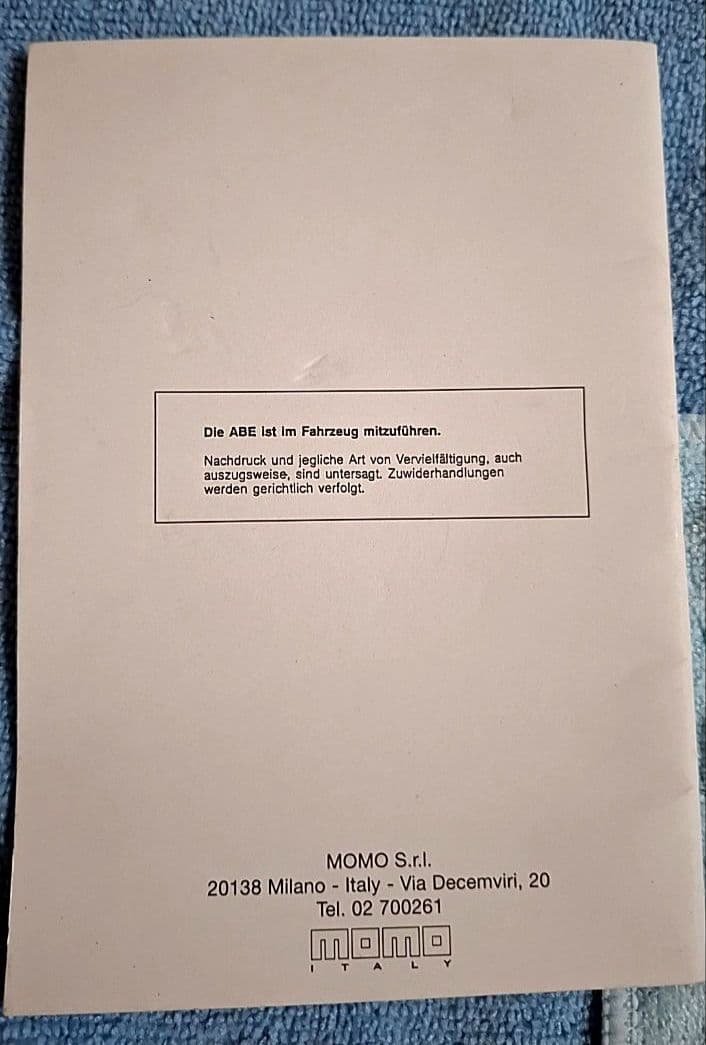 Die ABE ist im Fahrzeug mitzuführen.
Nachdruck und jegliche Art von Vervielfältigung, auch
auszugsweise, sind untersagt. Zuwiderhandlungen
werden gerichtlich verfolgt.
MOMO S.r.l.
20138 Milano - Italy - Via Decemviri, 20
Tel. 02 700261
momo
ITALY